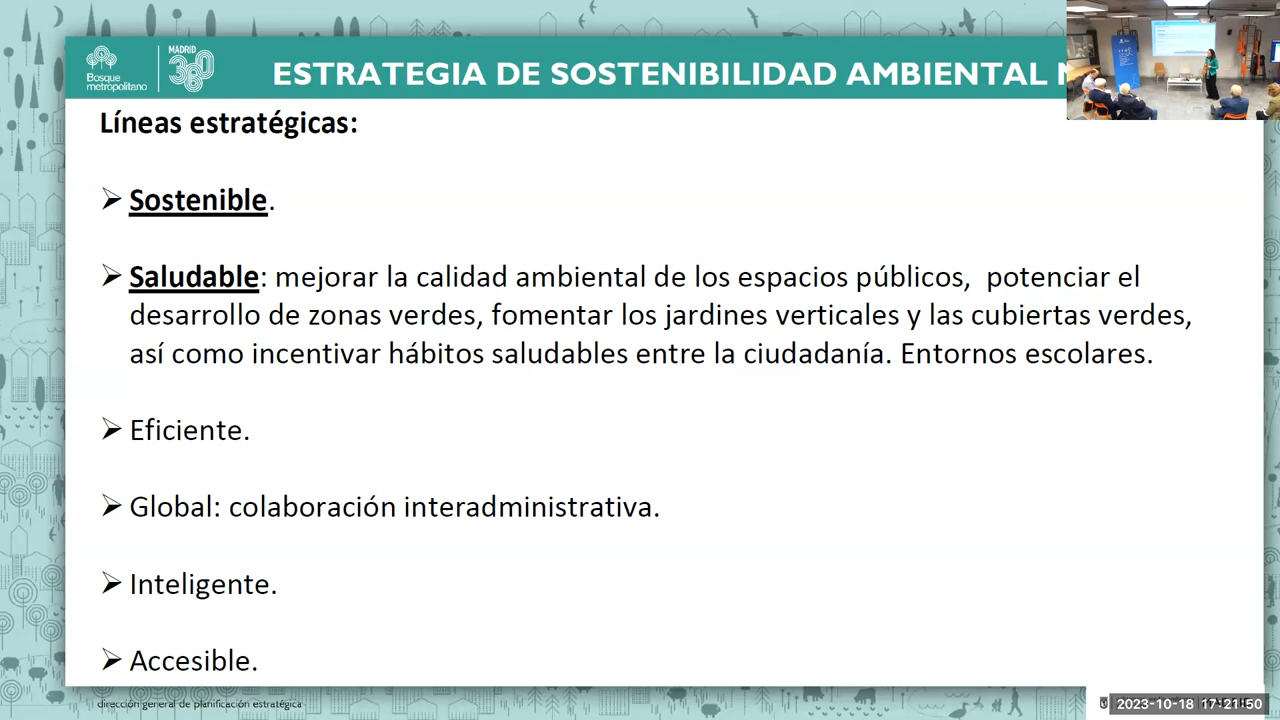 Bosque
metropolitano
MADRID
360
ESTRATEGIA DE SOSTENIBILIDAD AMBIENTAL
Líneas estratégicas:
➢ Sostenible.
➢ Saludable: mejorar la calidad ambiental de los espacios públicos, potenciar el
desarrollo de zonas verdes, fomentar los jardines verticales y las cubiertas verdes,
así como incentivar hábitos saludables entre la ciudadanía. Entornos escolares.
➢ Eficiente.
➢ Global: colaboración interadministrativa.
➢ Inteligente.
➢ Accesible.
dirección general de planificación estratégica
2023-10-18 17:21:50